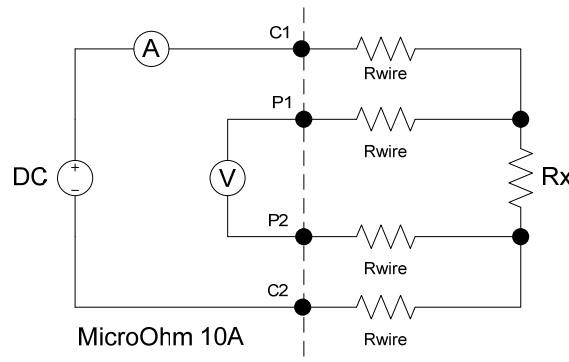 C1
A
Rwire
P1
Rwire
DC
+
−
V
Rx
P2
Rwire
C2
Rwire
MicroOhm 10A